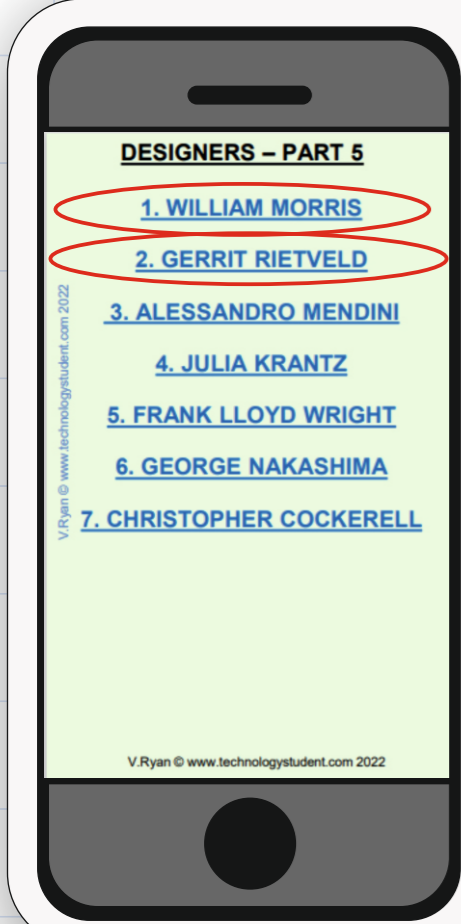 DESIGNERS – PART 5
1. WILLIAM MORRIS
2. GERRIT RIETVELD
3. ALESSANDRO MENDINI
4. JULIA KRANTZ
5. FRANK LLOYD WRIGHT
6. GEORGE NAKASHIMA
7. CHRISTOPHER COCKERELL
V.Ryan © www.technologystudent.com 2022
V.Ryan © www.technologystudent.com 2022